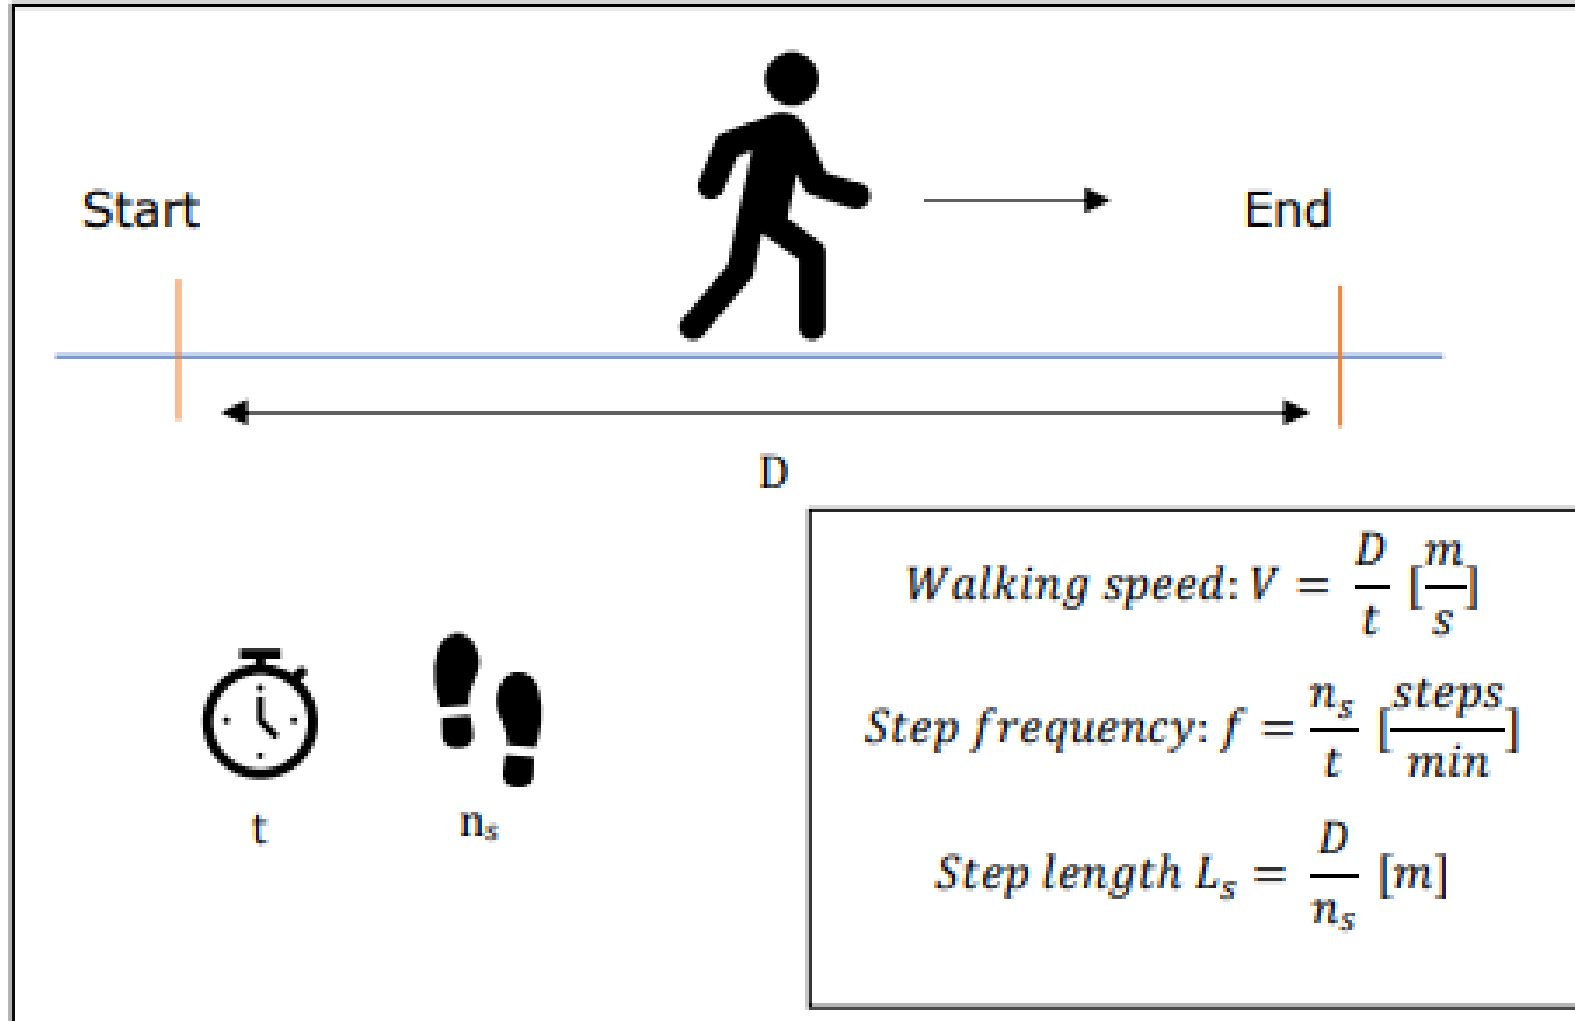 Start
End
D
t
nₛ
Walking speed: V = D/t [m/s]
Step frequency: f = nₛ/t [steps/min]
Step length Lₛ = D/nₛ [m]